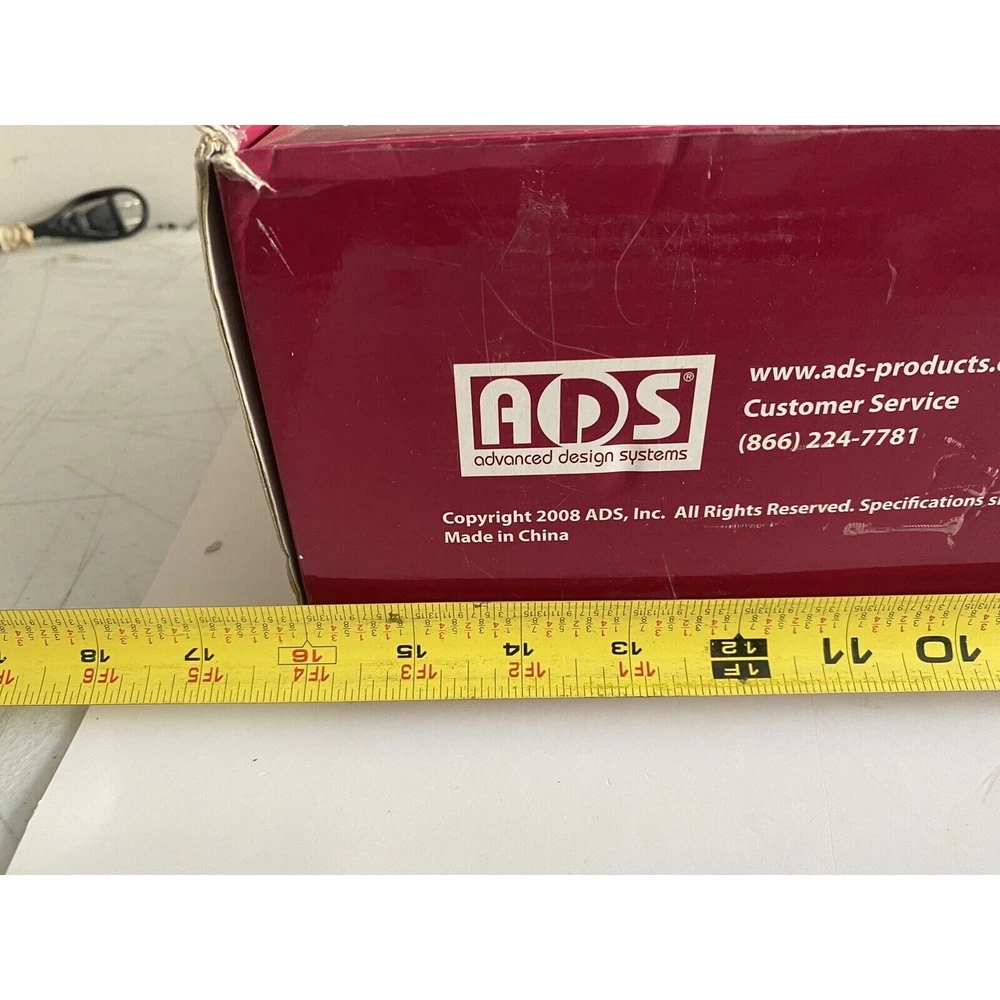 ADS®
advanced design systems
www.ads-products.
Customer Service
(866) 224-7781
Copyright 2008 ADS, Inc. All Rights Reserved. Specifications
Made in China
18 17 16 15 14 13 12 11 10
1F6 1F5 1F4 1F3 1F2 1F1 1F